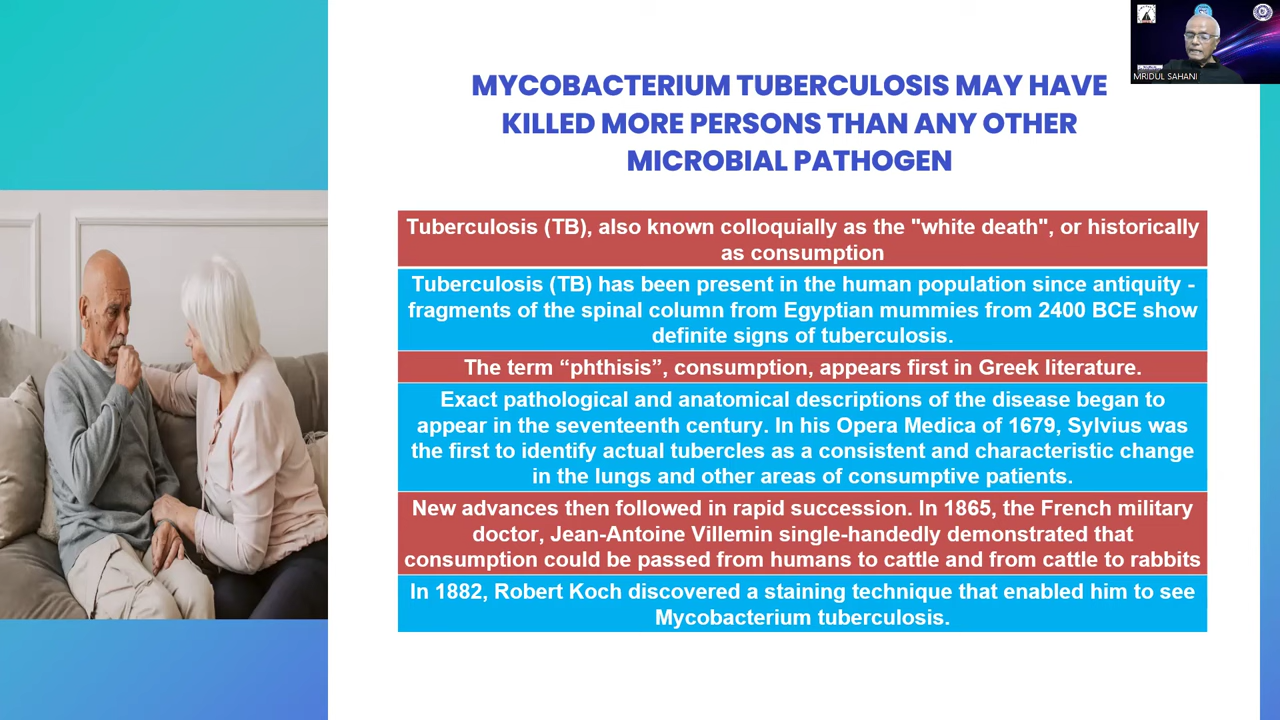 MYCOBACTERIUM TUBERCULOSIS MAY HAVE
KILLED MORE PERSONS THAN ANY OTHER
MICROBIAL PATHOGEN
MRIDUL SAHANI
Tuberculosis (TB), also known colloquially as the "white death", or historically
as consumption
Tuberculosis (TB) has been present in the human population since antiquity -
fragments of the spinal column from Egyptian mummies from 2400 BCE show
definite signs of tuberculosis.
The term “phthisis”, consumption, appears first in Greek literature.
Exact pathological and anatomical descriptions of the disease began to
appear in the seventeenth century. In his Opera Medica of 1679, Sylvius was
the first to identify actual tubercles as a consistent and characteristic change
in the lungs and other areas of consumptive patients.
New advances then followed in rapid succession. In 1865, the French military
doctor, Jean-Antoine Villemin single-handedly demonstrated that
consumption could be passed from humans to cattle and from cattle to rabbits
In 1882, Robert Koch discovered a staining technique that enabled him to see
Mycobacterium tuberculosis.